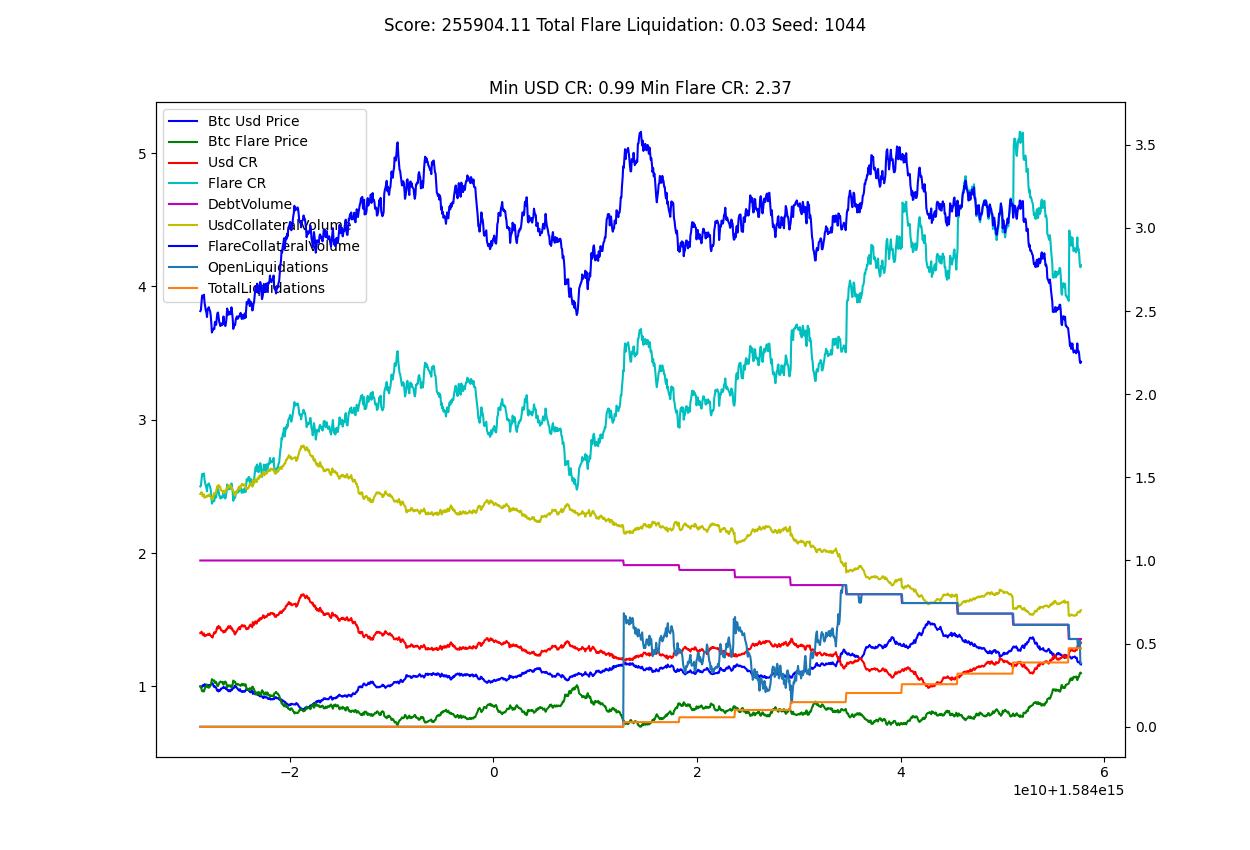 Score: 255904.11 Total Flare Liquidation: 0.03 Seed: 1044
Min USD CR: 0.99 Min Flare CR: 2.37
Btc Usd Price
Btc Flare Price
Usd CR
Flare CR
DebtVolume
UsdCollateralVolume
FlareCollateralVolume
OpenLiquidations
TotalLiquidations
5
4
3
2
1
3.5
3.0
2.5
2.0
1.5
1.0
0.5
0.0
−2
0
2
4
6
1e10+1.584e15